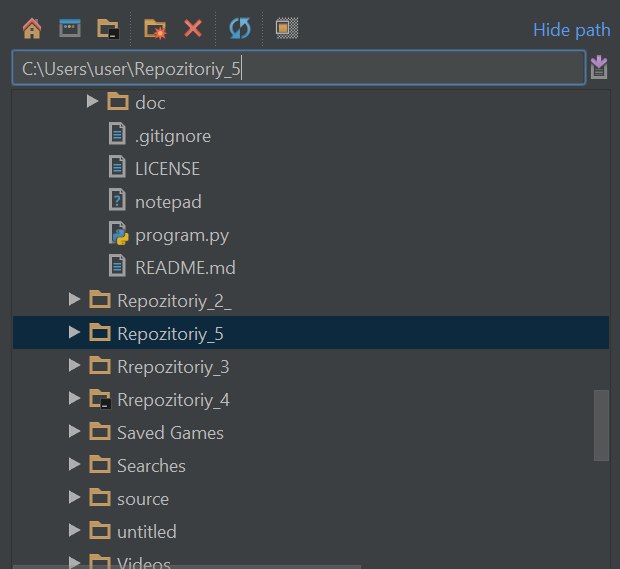 Hide path
C:\Users\user\Repozitoriy_5
doc
.gitignore
LICENSE
notepad
program.py
README.md
Repozitoriy_2_
Repozitoriy_5
Rrepozitoriy_3
Rrepozitoriy_4
Saved Games
Searches
source
untitled
Videos